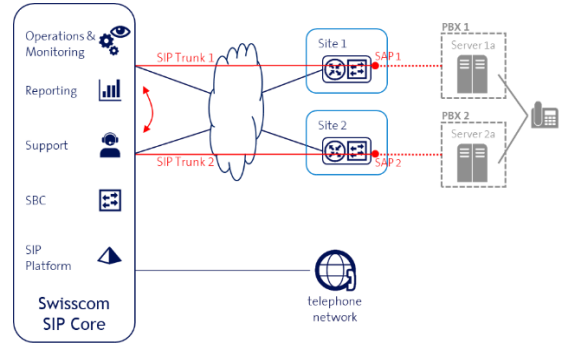 Operations &
Monitoring
Reporting
Support
SBC
SIP
Platform
Swisscom
SIP Core
SIP Trunk 1
SIP Trunk 2
Site 1
SAP 1
Site 2
SAP 2
PBX 1
Server 1a
PBX 2
Server 2a
telephone
network